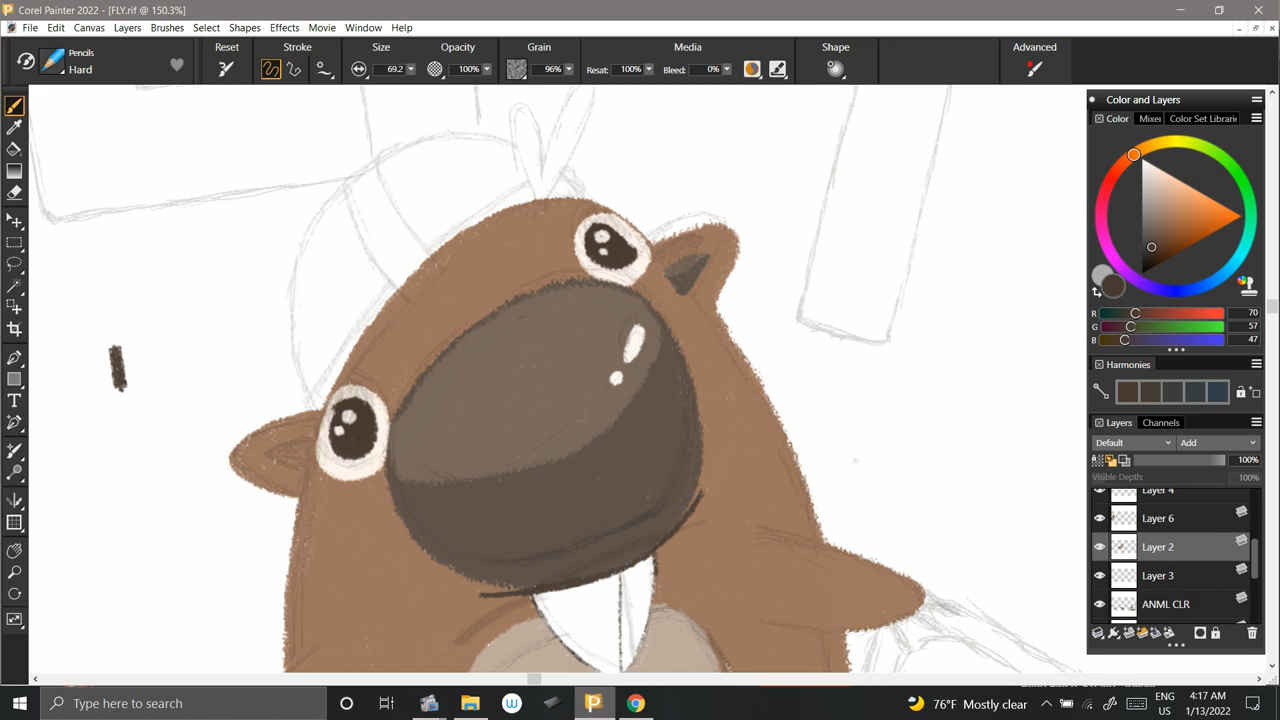 Corel Painter 2022 - [FLY.rif @ 150.3%]
File Edit Canvas Layers Brushes Select Shapes Effects Movie Window Help
Reset Stroke Size Opacity Grain Media Shape Advanced
Pencils
Hard
69.2 100% 96% Resat: 100% Bleed: 0%
Color and Layers
Color Mixer Color Set Librarie
R 70
G 57
B 47
Harmonies
Layers Channels
Default Add
100%
Visible Depth: 100%
Layer 4
Layer 6
Layer 2
Layer 3
ANML CLR
Type here to search
76°F Mostly clear
ENG
US
4:17 AM
1/13/2022